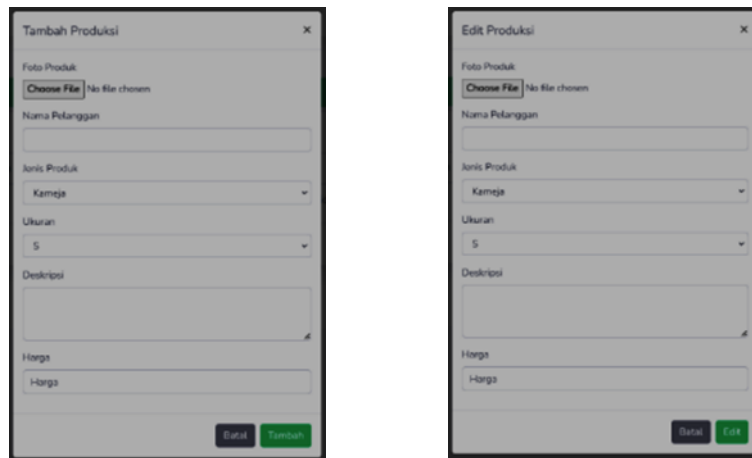 Tambah Produksi ×
Foto Produk
Choose File No file chosen
Nama Pelanggan
Jenis Produk
Kameja
Ukuran
S
Deskripsi
Harga
Harga
Batal Tambah
Edit Produksi ×
Foto Produk
Choose File No file chosen
Nama Pelanggan
Jenis Produk
Kameja
Ukuran
S
Deskripsi
Harga
Harga
Batal Edit